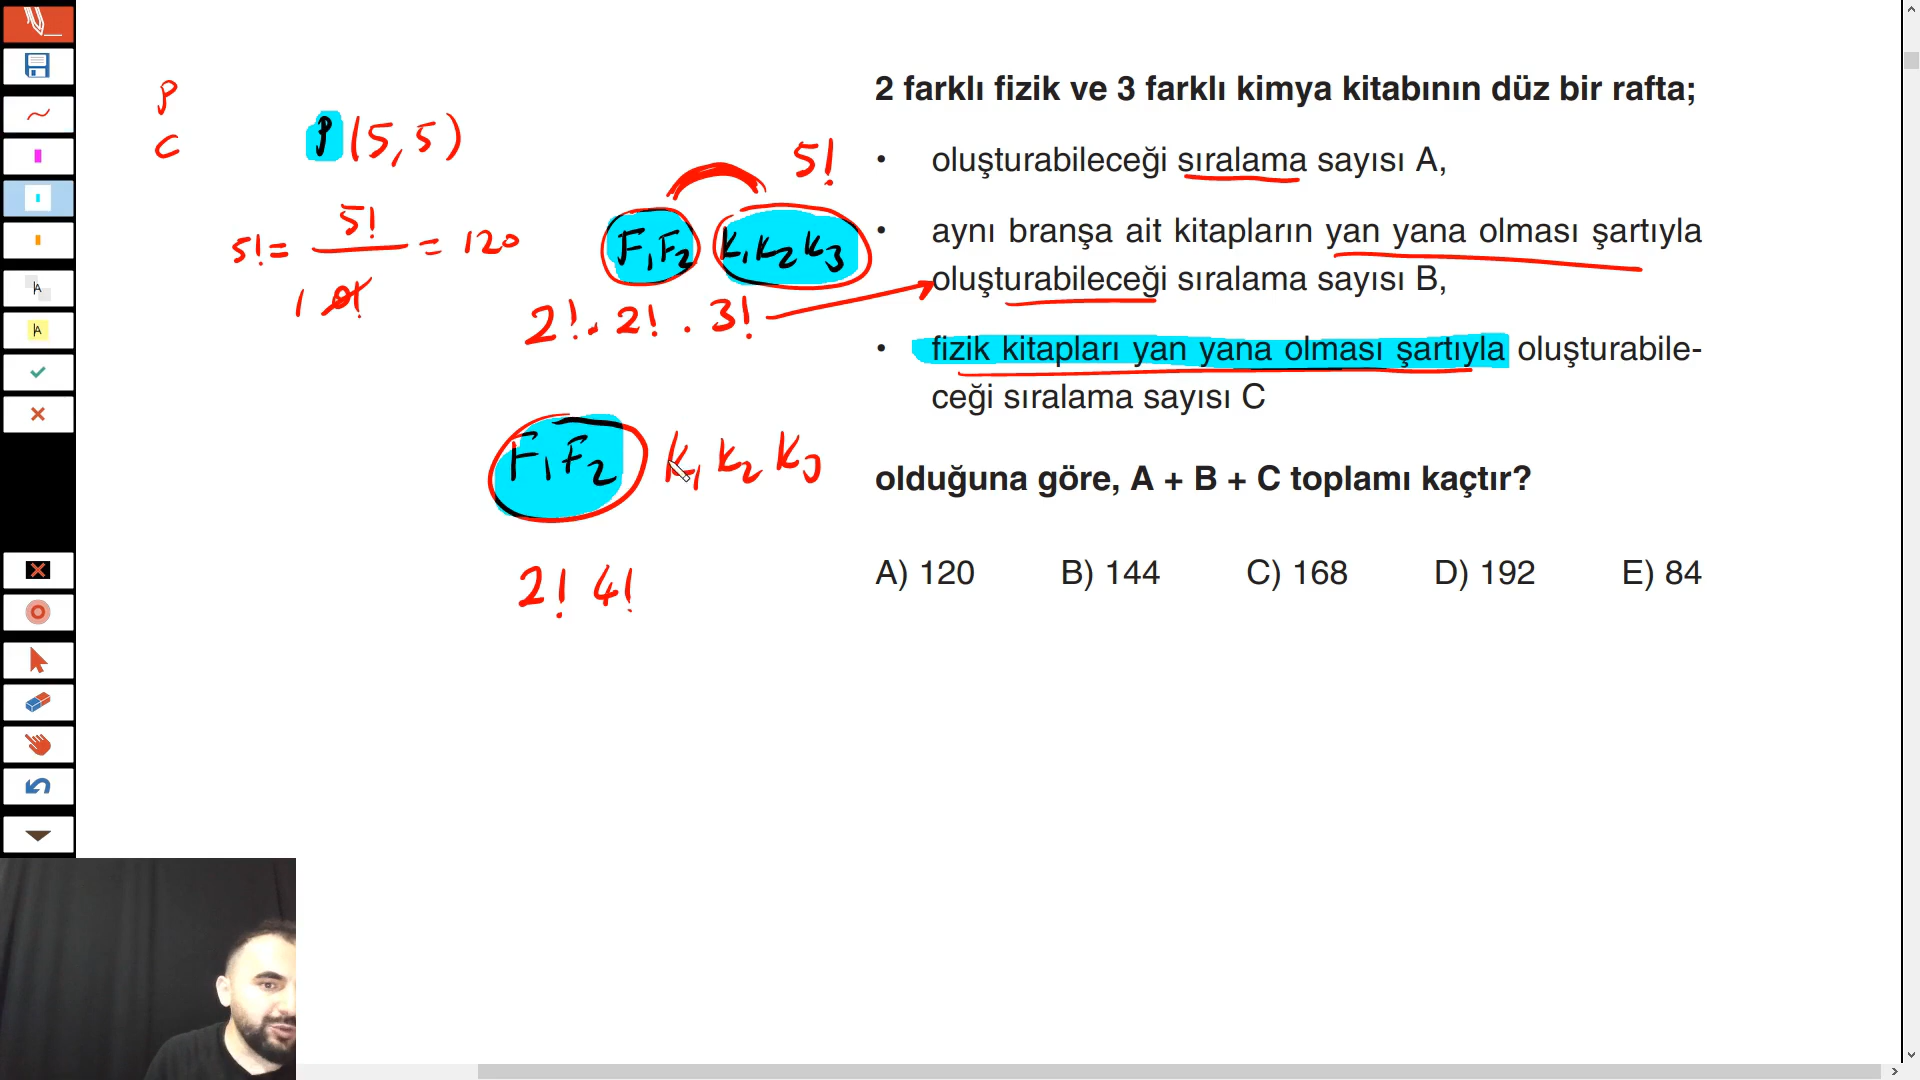 P
C
P(5,5)
5! = 5! / 0! = 120
1
5!
F₁F₂ K₁K₂K₃
2! . 2! . 3!
F₁F₂ K₁ K₂ K₃
2! 4!
2 farklı fizik ve 3 farklı kimya kitabının düz bir rafta;
• oluşturabileceği sıralama sayısı A,
• aynı branşa ait kitapların yan yana olması şartıyla
oluşturabileceği sıralama sayısı B,
• fizik kitapları yan yana olması şartıyla oluşturabile-
ceği sıralama sayısı C
olduğuna göre, A + B + C toplamı kaçtır?
A) 120 B) 144 C) 168 D) 192 E) 84